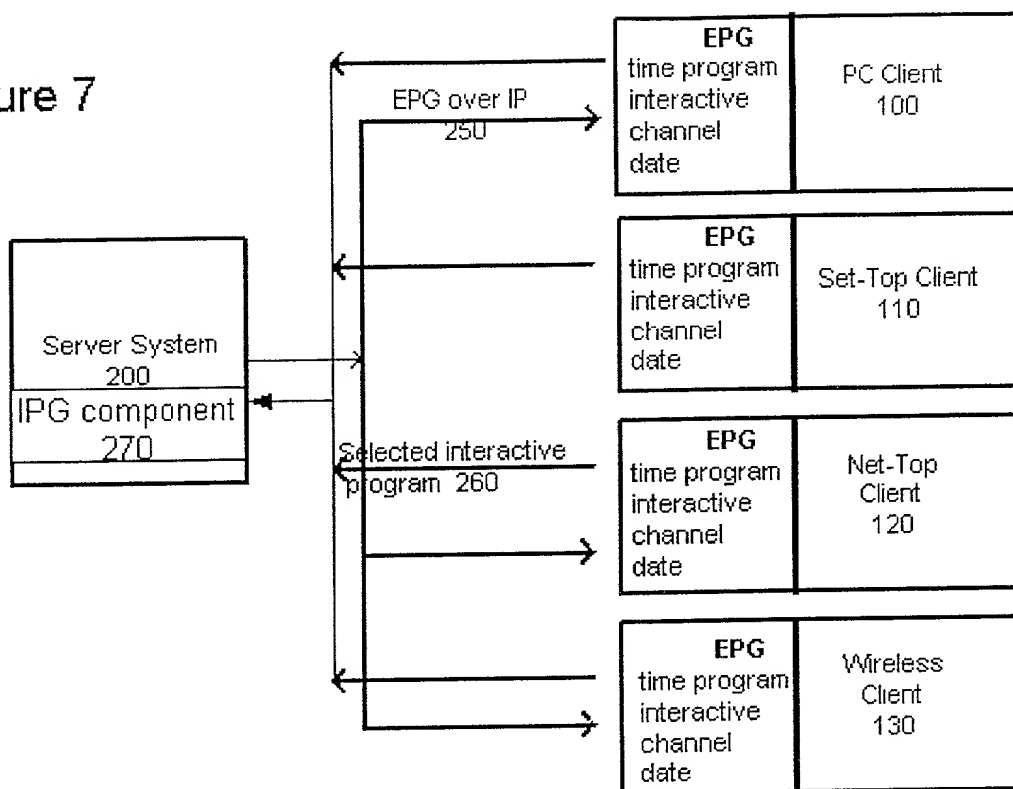 ure 7
EPG over IP
250
Server System
200
IPG component
270
Selected interactive
program 260
EPG
time program
interactive
channel
date
PC Client
100
EPG
time program
interactive
channel
date
Set-Top Client
110
EPG
time program
interactive
channel
date
Net-Top
Client
120
EPG
time program
interactive
channel
date
Wireless
Client
130